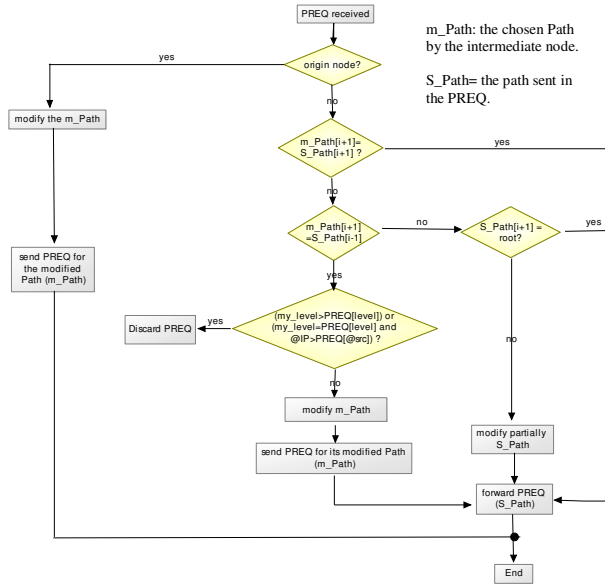 PREQ received
m_Path: the chosen Path
by the intermediate node.
S_Path= the path sent in
the PREQ.
yes
origin node?
no
modify the m_Path
m_Path[i+1]=
S_Path[i+1] ?
yes
no
m_Path[i+1]
=S_Path[i-1]
no
S_Path[i+1] =
root?
yes
send PREQ for
the modified
Path (m_Path)
yes
Discard PREQ
yes
(my_level>PREQ[level]) or
(my_level=PREQ[level] and
@IP>PREQ[@src]) ?
no
no
modify m_Path
send PREQ for its modified Path
(m_Path)
modify partially
S_Path
forward PREQ
(S_Path)
End